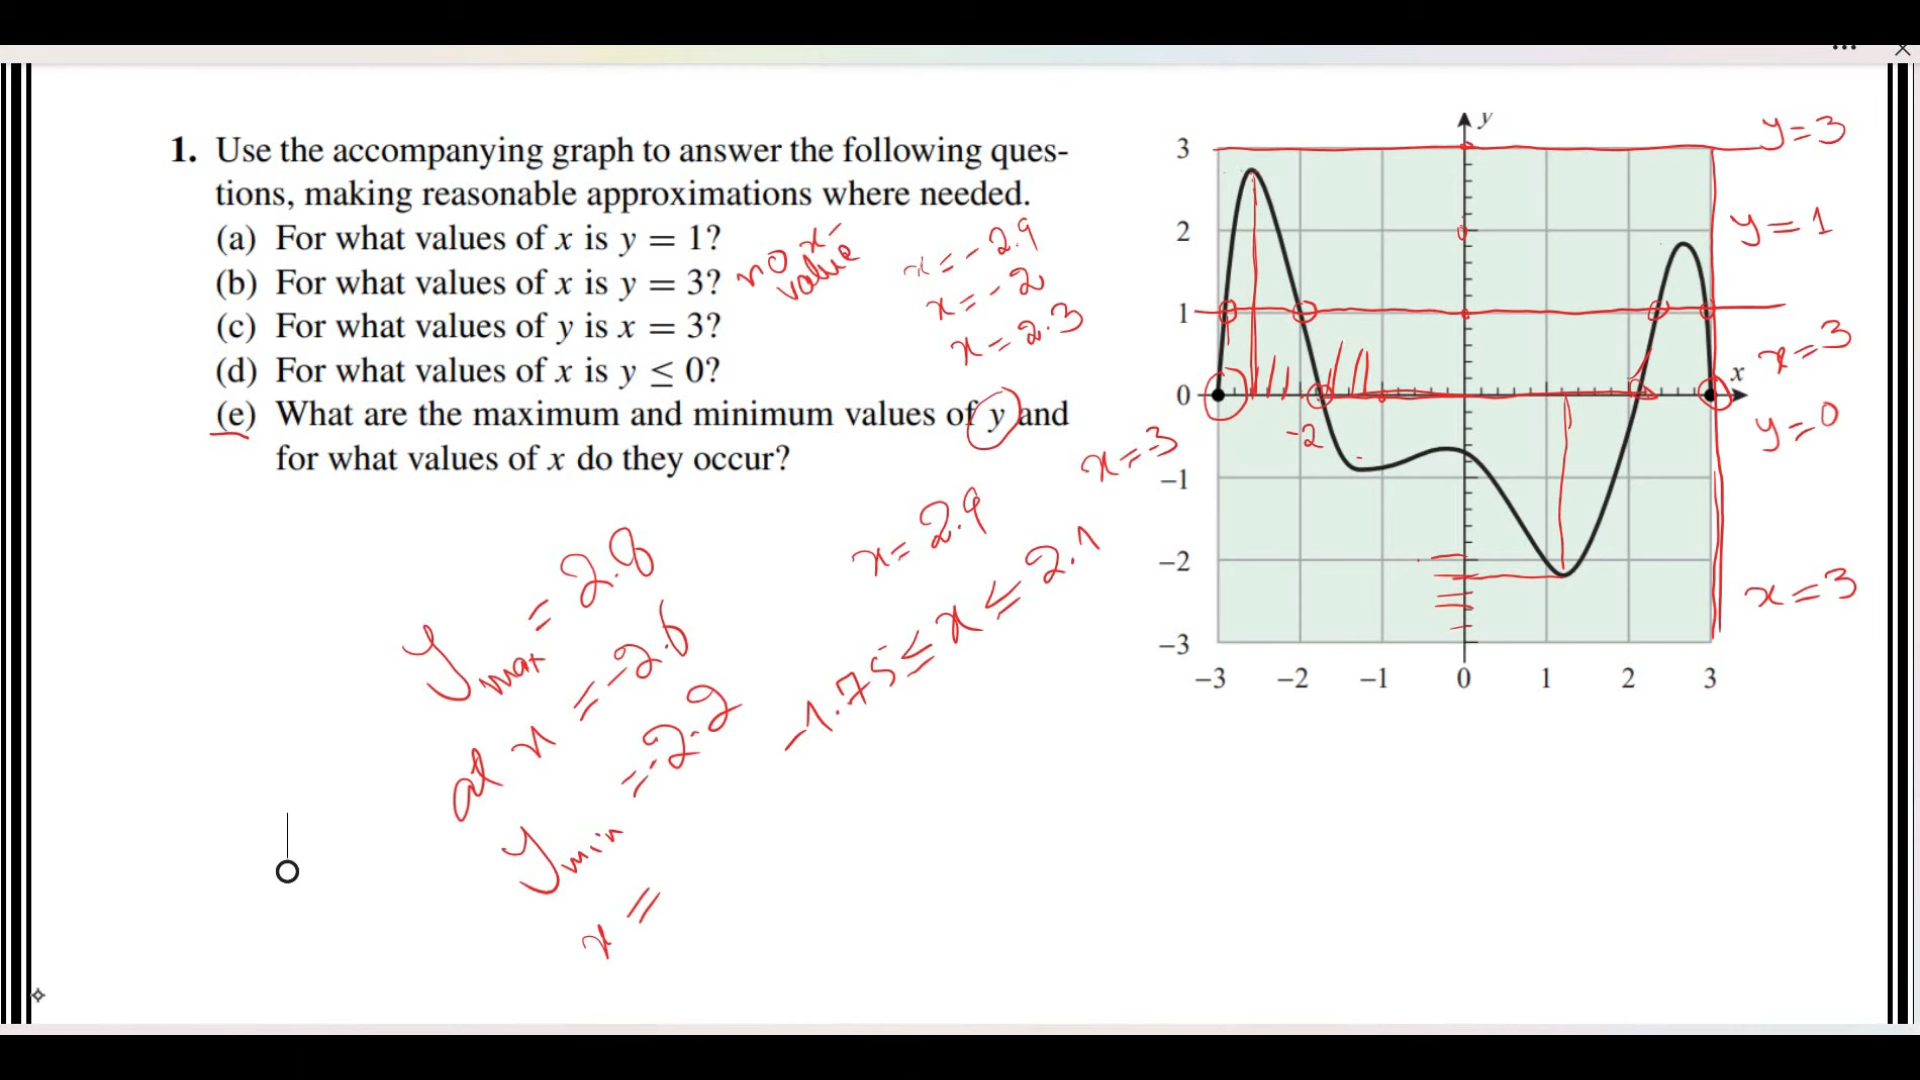 1. Use the accompanying graph to answer the following ques-
tions, making reasonable approximations where needed.
(a) For what values of x is y = 1?
(b) For what values of x is y = 3?
(c) For what values of y is x = 3?
(d) For what values of x is y ≤ 0?
(e) What are the maximum and minimum values of y and
for what values of x do they occur?
no x-
value
x = -2.9
x = -2
x = 2.3
x = 2.9
-1.75 ≤ x ≤ 2.1
y max = 2.8
at x = -2.6
y min = -2.2
x =
y
3
2
1
0
-1
-2
-3
-3 -2 -1 0 1 2 3
x
-2
x = -3
y = 3
y = 1
x = 3
y = 0
x = 3